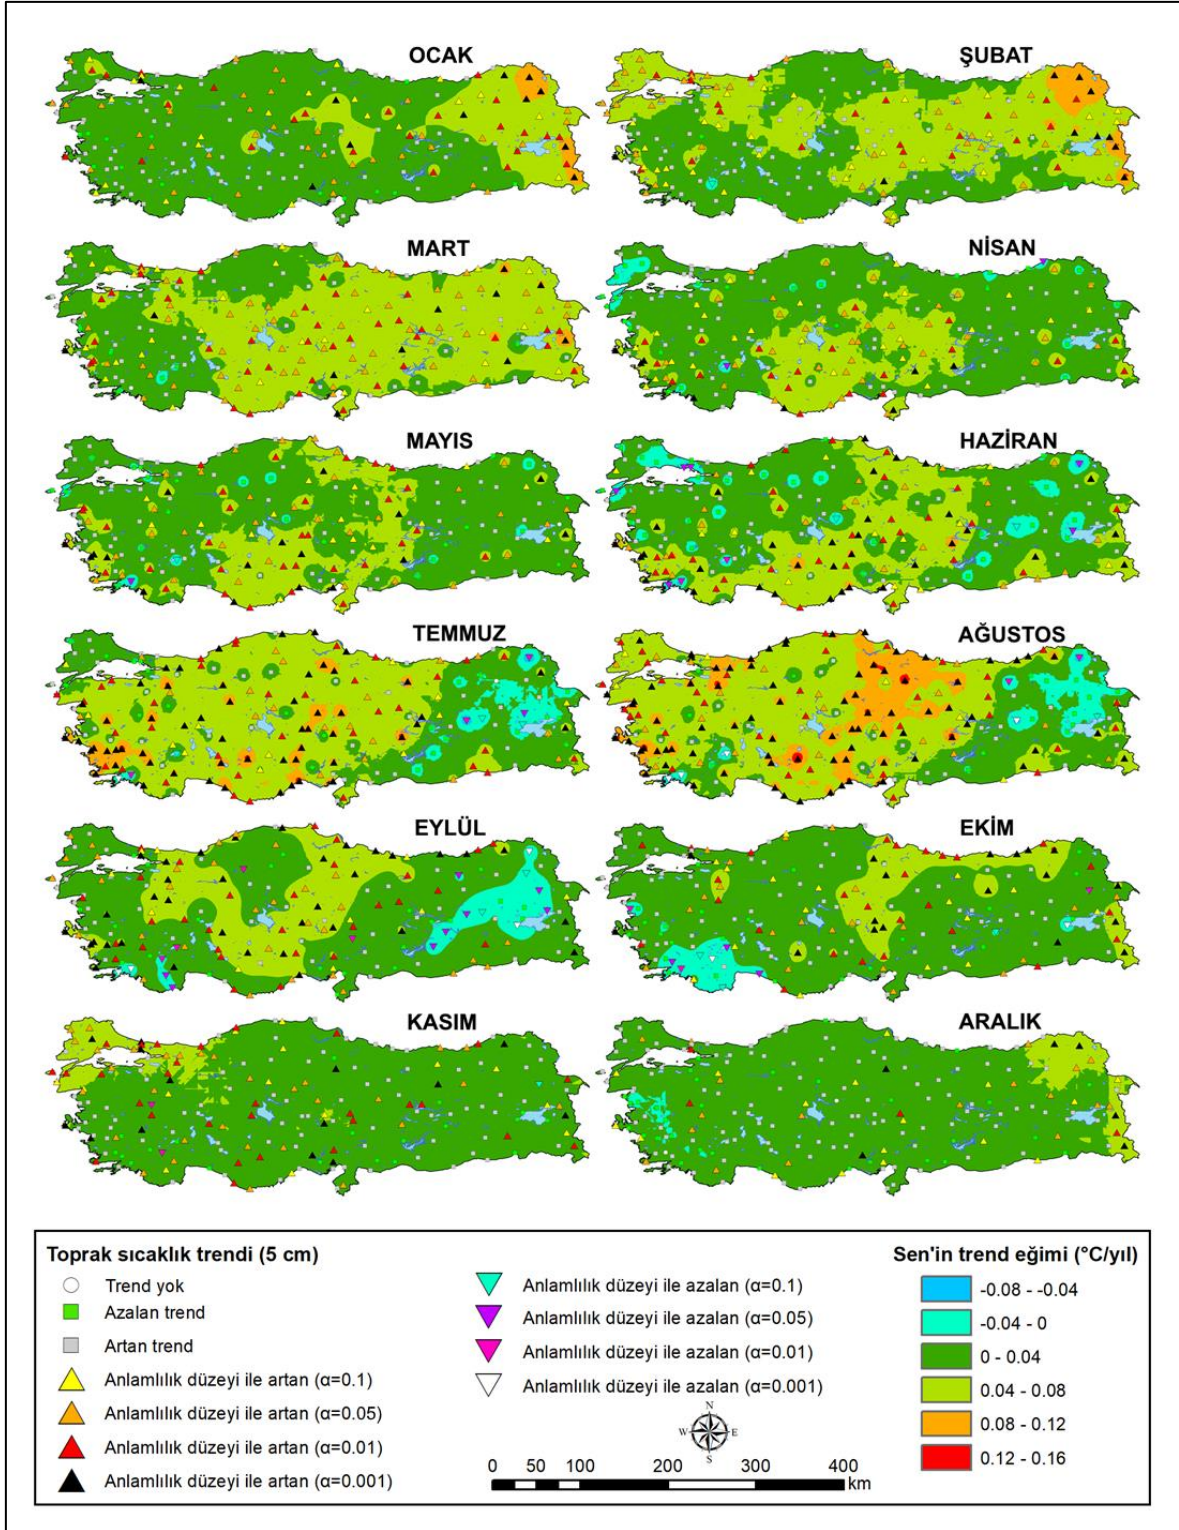 OCAK
ŞUBAT
MART
NİSAN
MAYIS
HAZİRAN
TEMMUZ
AĞUSTOS
EYLÜL
EKİM
KASIM
ARALIK
Toprak sıcaklık trendi (5 cm)
Trend yok
Azalan trend
Artan trend
Anlamlılık düzeyi ile artan (α=0.1)
Anlamlılık düzeyi ile artan (α=0.05)
Anlamlılık düzeyi ile artan (α=0.01)
Anlamlılık düzeyi ile artan (α=0.001)
Anlamlılık düzeyi ile azalan (α=0.1)
Anlamlılık düzeyi ile azalan (α=0.05)
Anlamlılık düzeyi ile azalan (α=0.01)
Anlamlılık düzeyi ile azalan (α=0.001)
N
W E
S
0 50 100 200 300 400
km
Sen'in trend eğimi (°C/yıl)
-0.08 - -0.04
-0.04 - 0
0 - 0.04
0.04 - 0.08
0.08 - 0.12
0.12 - 0.16